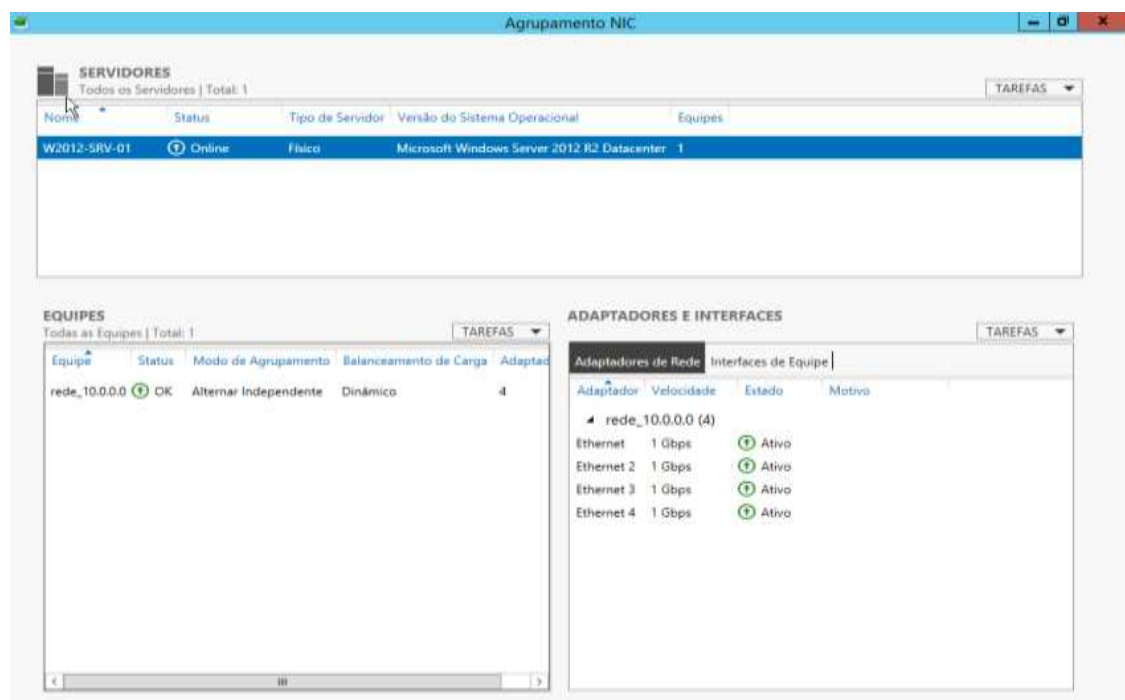 Agrupamento NIC
SERVIDORES
Todos os Servidores | Total: 1
TAREFAS
Nome Status Tipo de Servidor Versão do Sistema Operacional Equipes
W2012-SRV-01 Online Físico Microsoft Windows Server 2012 R2 Datacenter 1
EQUIPES
Todas as Equipes | Total: 1
TAREFAS
Equipe Status Modo de Agrupamento Balanceamento de Carga Adaptad
rede_10.0.0.0 OK Alternar Independente Dinâmico 4
ADAPTADORES E INTERFACES
TAREFAS
Adaptadores de Rede Interfaces de Equipe
Adaptador Velocidade Estado Motivo
rede_10.0.0.0 (4)
Ethernet 1 Gbps Ativo
Ethernet 2 1 Gbps Ativo
Ethernet 3 1 Gbps Ativo
Ethernet 4 1 Gbps Ativo